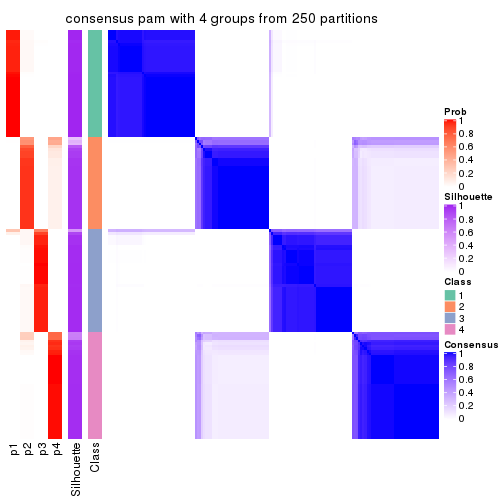 consensus pam with 4 groups from 250 partitions
Prob
1
0.8
0.6
0.4
0.2
0
Silhouette
1
0.8
0.6
0.4
0.2
0
Class
1
2
3
4
Consensus
1
0.8
0.6
0.4
0.2
0
p1
p2
p3
p4
Silhouette
Class